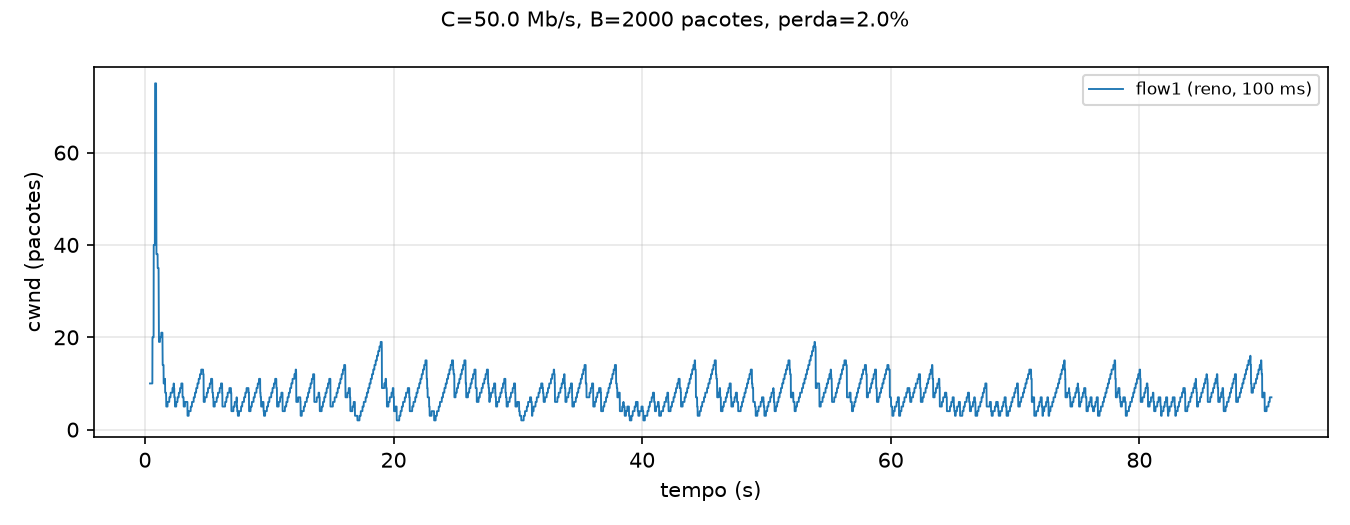 C=50.0 Mb/s, B=2000 pacotes, perda=2.0%
flow1 (reno, 100 ms)
cwnd (pacotes)
60
40
20
0
0 20 40 60 80
tempo (s)